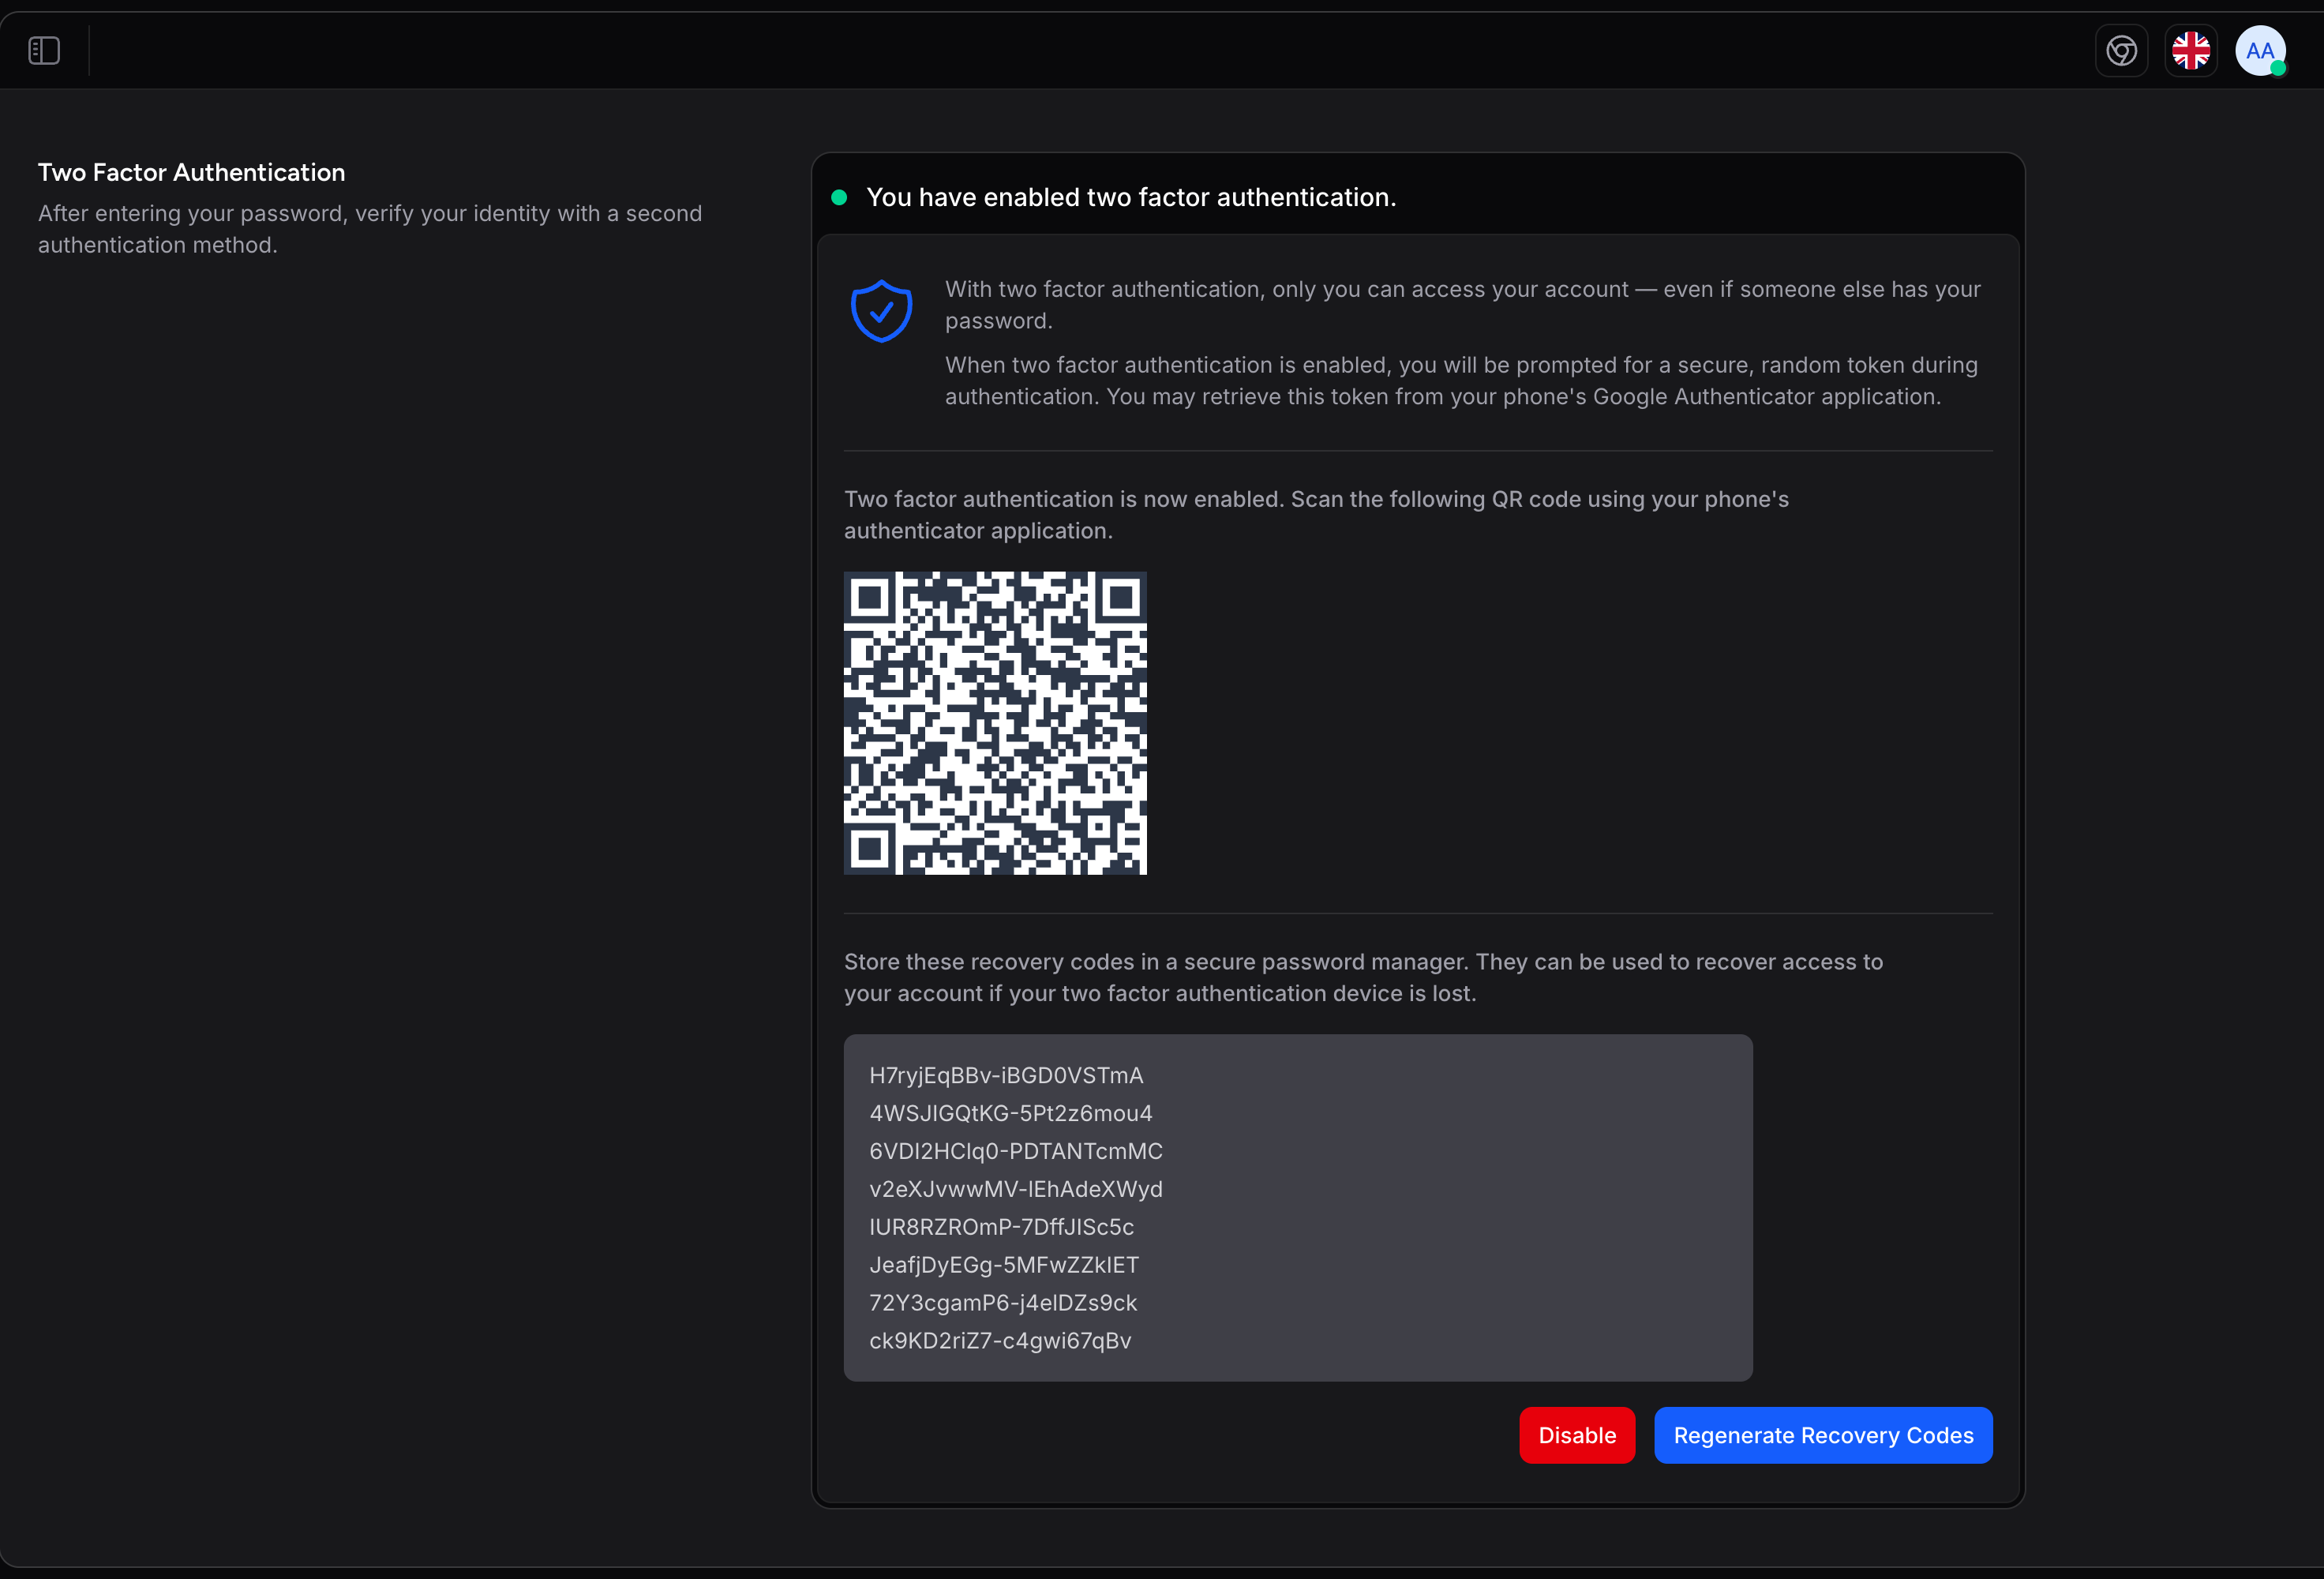 AA
Two Factor Authentication
After entering your password, verify your identity with a second
authentication method.
You have enabled two factor authentication.
With two factor authentication, only you can access your account — even if someone else has your
password.
When two factor authentication is enabled, you will be prompted for a secure, random token during
authentication. You may retrieve this token from your phone's Google Authenticator application.
Two factor authentication is now enabled. Scan the following QR code using your phone's
authenticator application.
Store these recovery codes in a secure password manager. They can be used to recover access to
your account if your two factor authentication device is lost.
H7ryjEqBBv-iBGD0VSTmA
4WSJIGQtKG-5Pt2z6mou4
6VDI2HClq0-PDTANTcmMC
v2eXJvwwMV-lEhAdeXWyd
IUR8RZROmP-7DffJISc5c
JeafjDyEGg-5MFwZZkIET
72Y3cgamP6-j4elDZs9ck
ck9KD2riZ7-c4gwi67qBv
Disable
Regenerate Recovery Codes